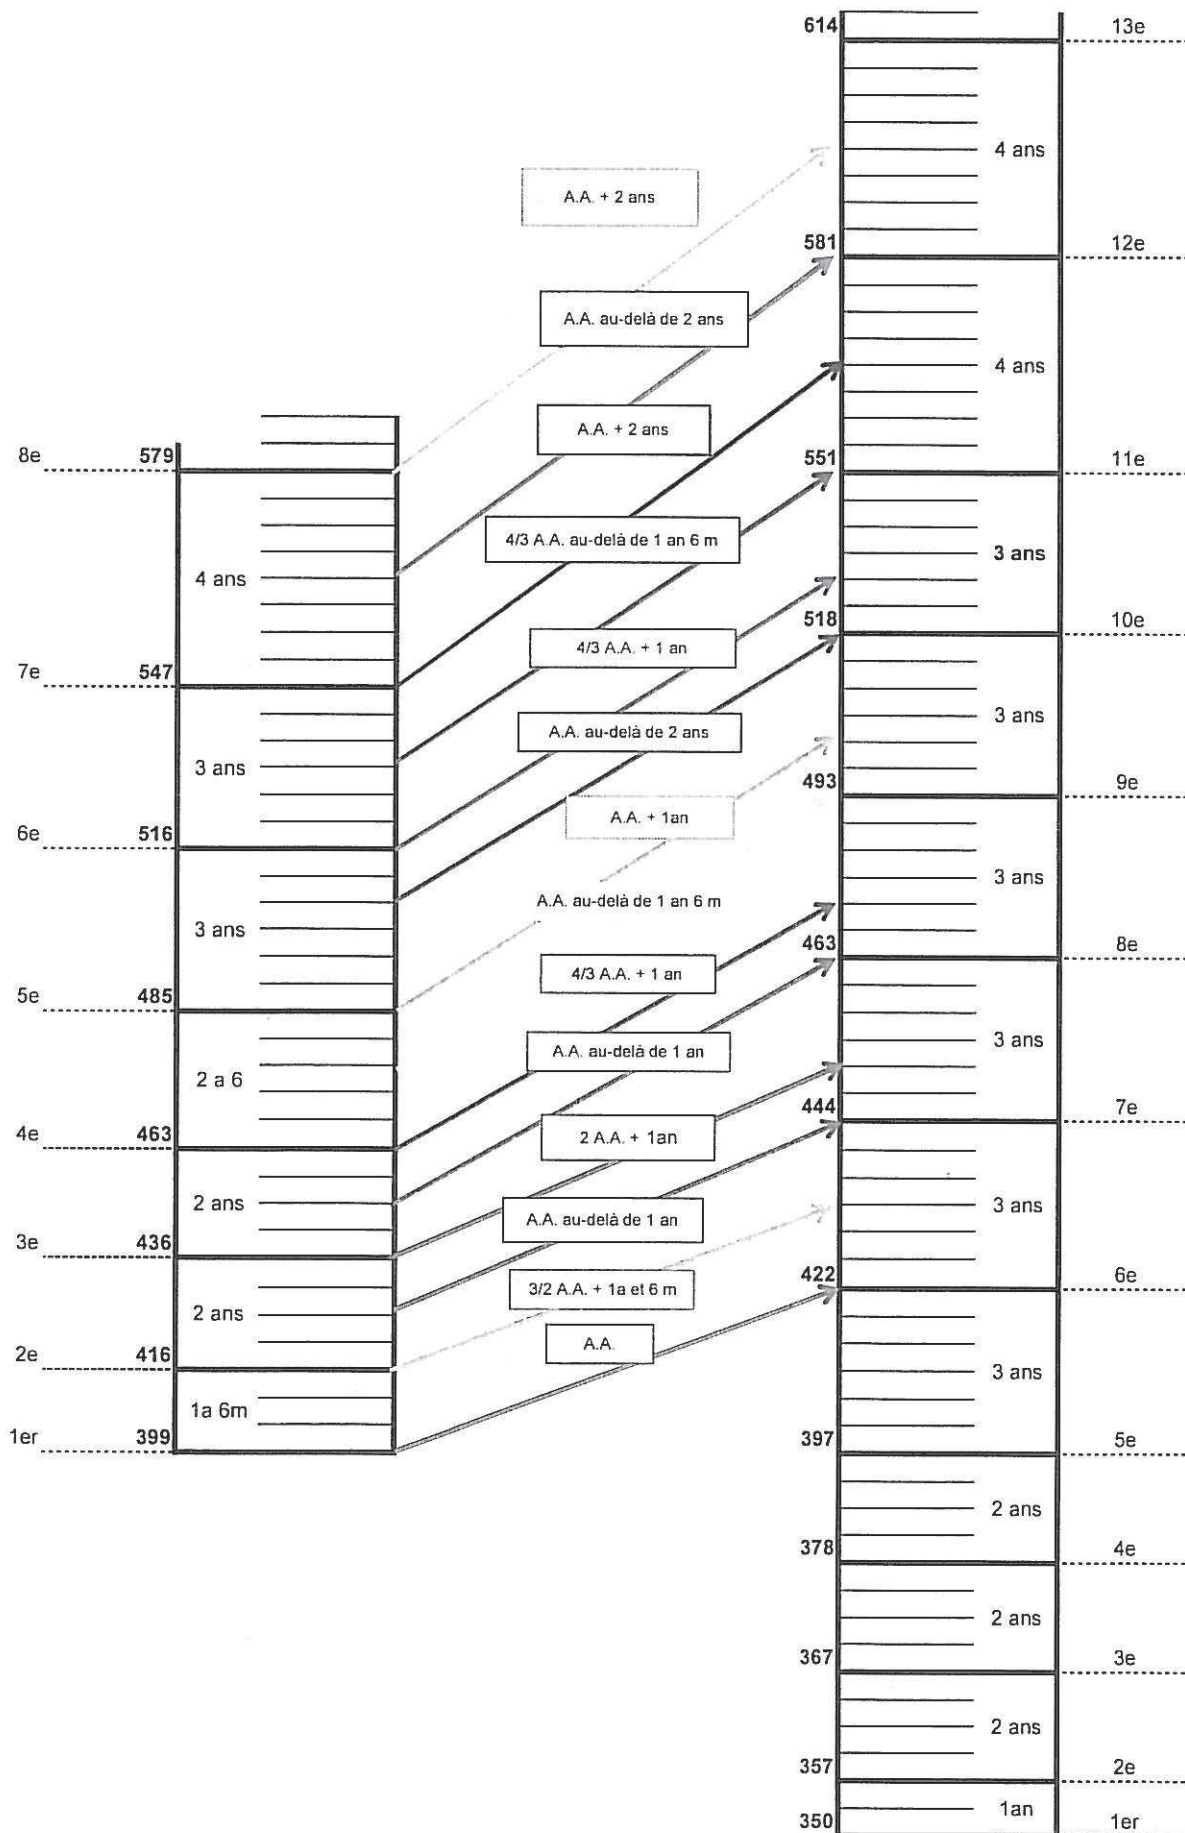 614 13e
4 ans
A.A. + 2 ans
581 12e
A.A. au-delà de 2 ans
4 ans
A.A. + 2 ans
8e 579
551 11e
4/3 A.A. au-delà de 1 an 6 m
3 ans
4 ans
518 10e
4/3 A.A. + 1 an
7e 547
3 ans
A.A. au-delà de 2 ans
3 ans
493 9e
A.A. + 1an
6e 516
3 ans
A.A. au-delà de 1 an 6 m
3 ans
463 8e
4/3 A.A. + 1 an
5e 485
3 ans
A.A. au-delà de 1 an
2 a 6
444 7e
2 A.A. + 1an
4e 463
2 ans
3 ans
A.A. au-delà de 1 an
3e 436
422 6e
3/2 A.A. + 1a et 6 m
2 ans
A.A.
2e 416
3 ans
1a 6m
1er 399
397 5e
2 ans
378 4e
2 ans
367 3e
2 ans
357 2e
1an
350 1er